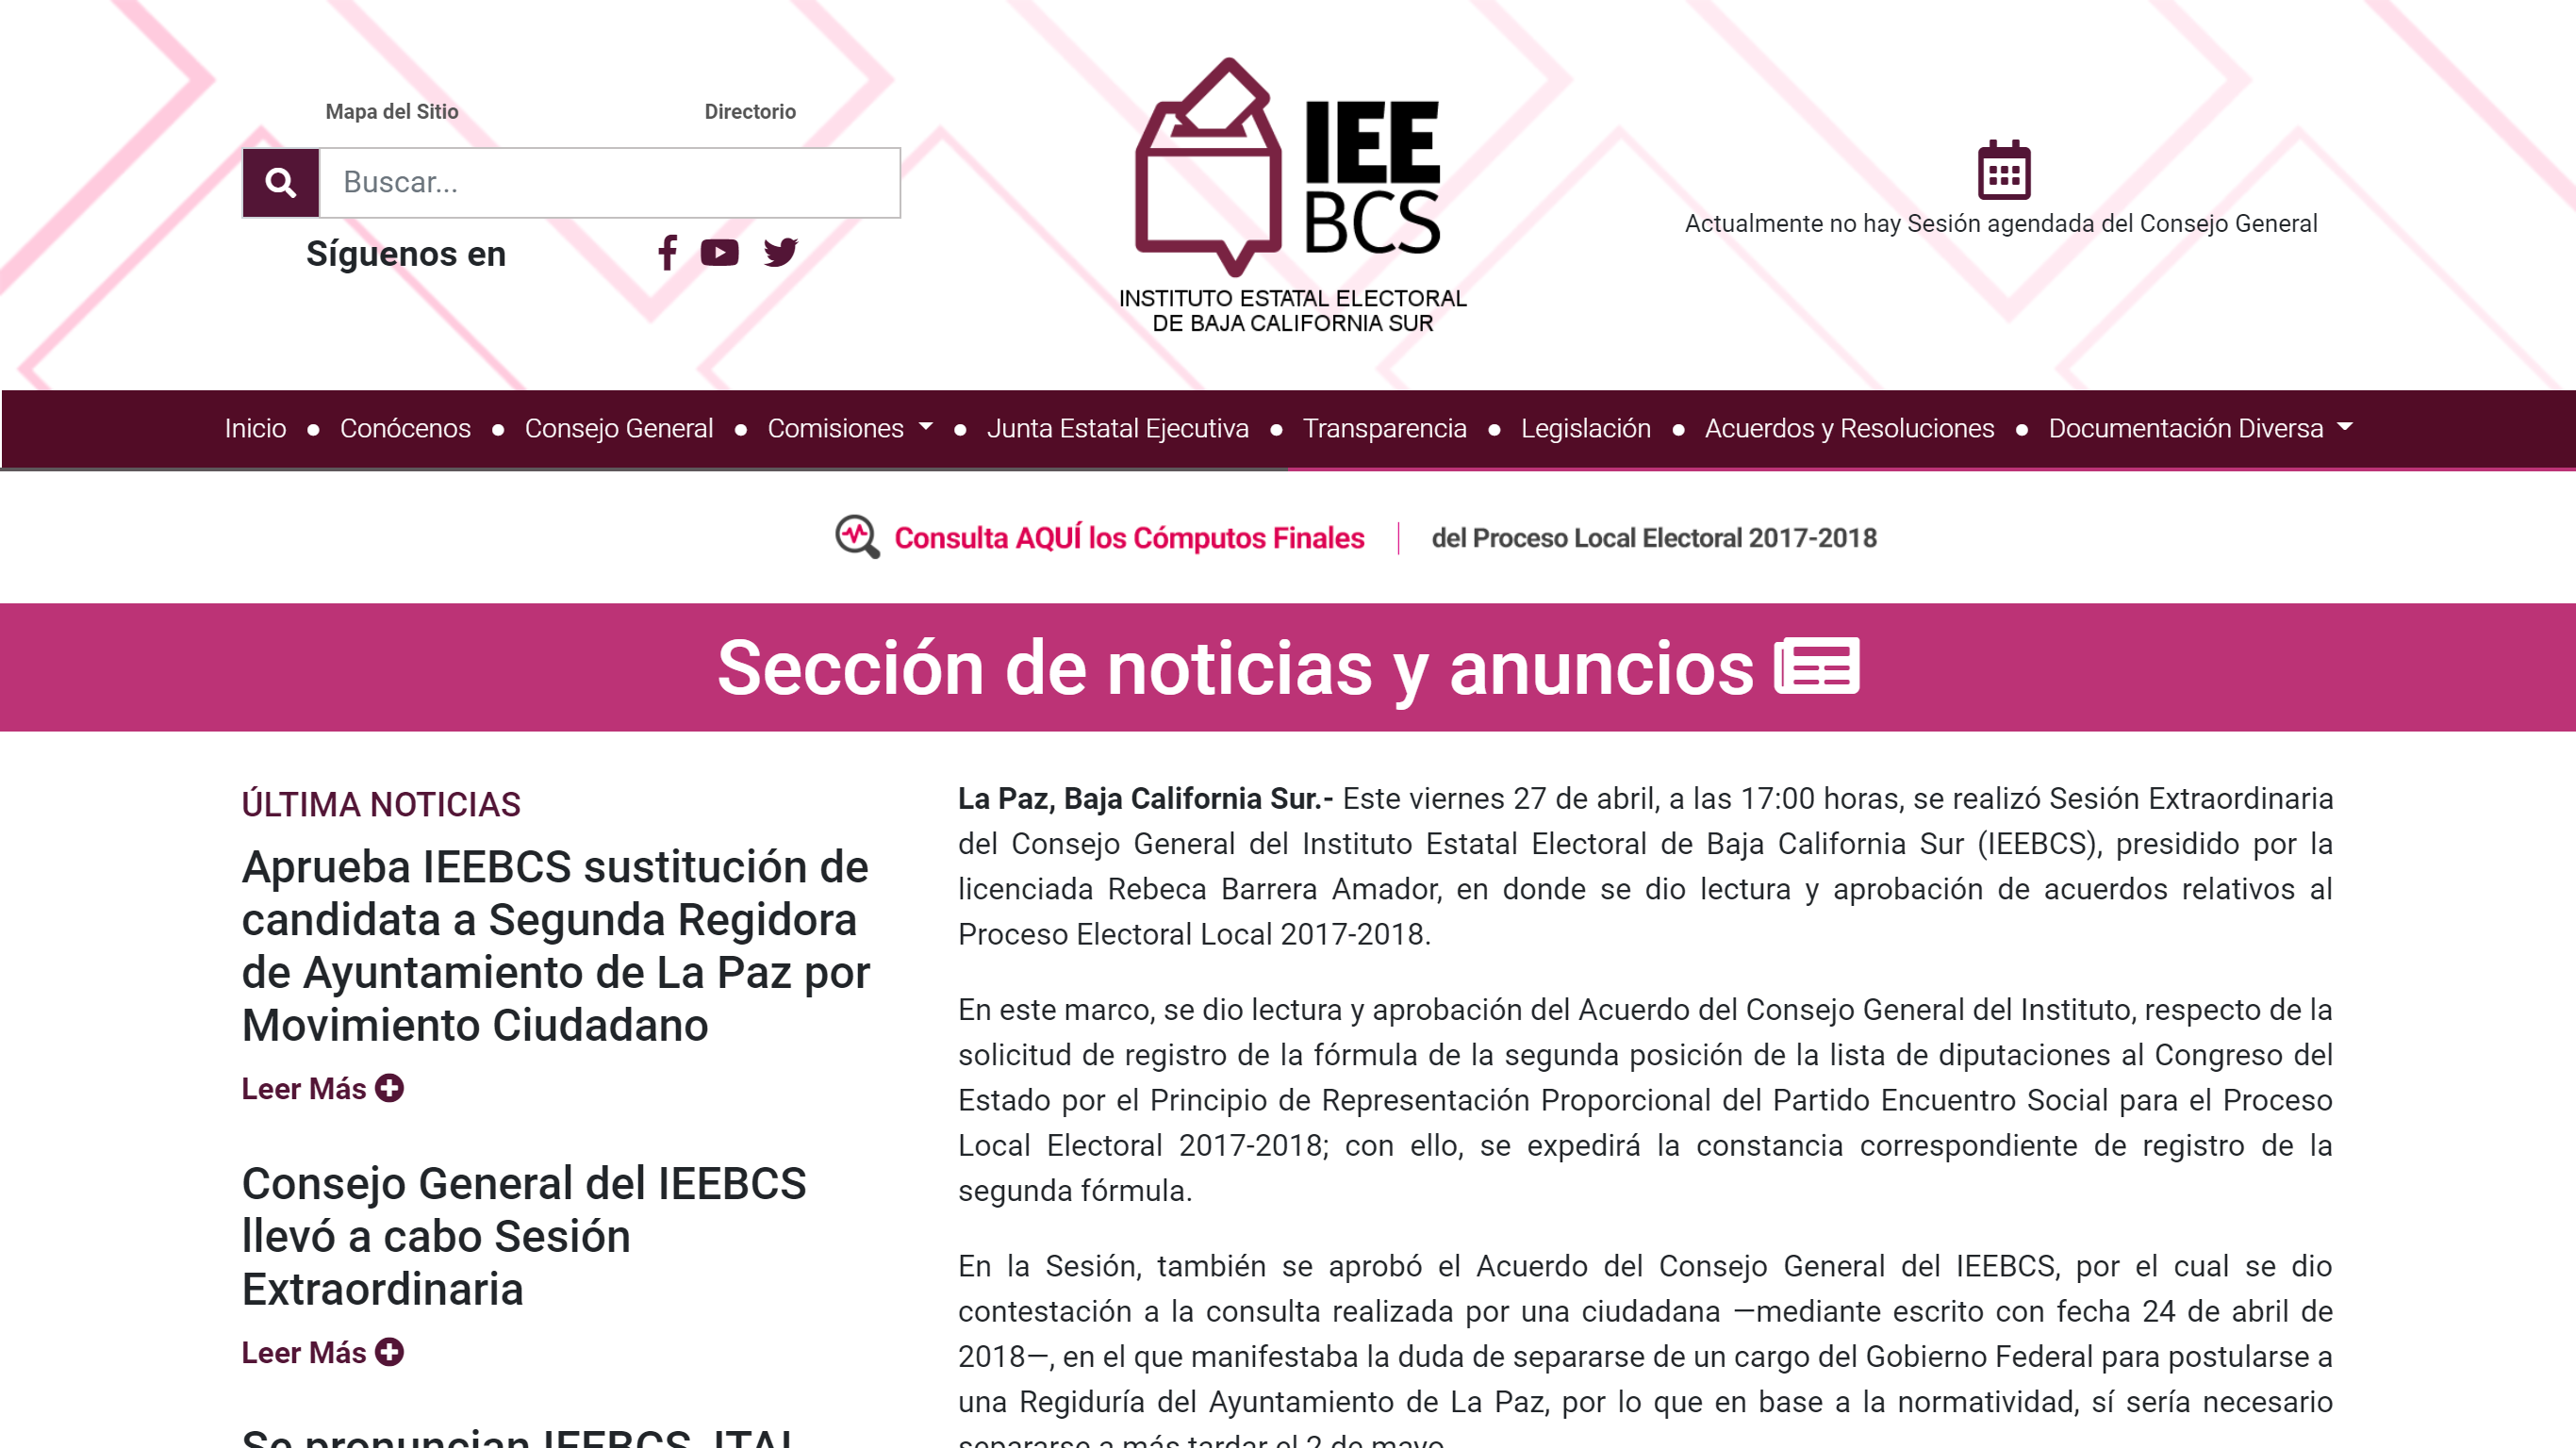 Mapa del Sitio
Directorio
Buscar...
Síguenos en
IEE
BCS
INSTITUTO ESTATAL ELECTORAL
DE BAJA CALIFORNIA SUR
Actualmente no hay Sesión agendada del Consejo General
Inicio ● Conócenos ● Consejo General ● Comisiones ● Junta Estatal Ejecutiva ● Transparencia ● Legislación ● Acuerdos y Resoluciones ● Documentación Diversa
Consulta AQUÍ los Cómputos Finales | del Proceso Local Electoral 2017-2018
Sección de noticias y anuncios
ÚLTIMA NOTICIAS
Aprueba IEEBCS sustitución de
candidata a Segunda Regidora
de Ayuntamiento de La Paz por
Movimiento Ciudadano
Leer Más
Consejo General del IEEBCS
llevó a cabo Sesión
Extraordinaria
Leer Más
Se pronuncian IEEBCS, ITAI
La Paz, Baja California Sur.- Este viernes 27 de abril, a las 17:00 horas, se realizó Sesión Extraordinaria
del Consejo General del Instituto Estatal Electoral de Baja California Sur (IEEBCS), presidido por la
licenciada Rebeca Barrera Amador, en donde se dio lectura y aprobación de acuerdos relativos al
Proceso Electoral Local 2017-2018.
En este marco, se dio lectura y aprobación del Acuerdo del Consejo General del Instituto, respecto de la
solicitud de registro de la fórmula de la segunda posición de la lista de diputaciones al Congreso del
Estado por el Principio de Representación Proporcional del Partido Encuentro Social para el Proceso
Local Electoral 2017-2018; con ello, se expedirá la constancia correspondiente de registro de la
segunda fórmula.
En la Sesión, también se aprobó el Acuerdo del Consejo General del IEEBCS, por el cual se dio
contestación a la consulta realizada por una ciudadana —mediante escrito con fecha 24 de abril de
2018—, en el que manifestaba la duda de separarse de un cargo del Gobierno Federal para postularse a
una Regiduría del Ayuntamiento de La Paz, por lo que en base a la normatividad, sí sería necesario
separarse a más tardar el 2 de mayo